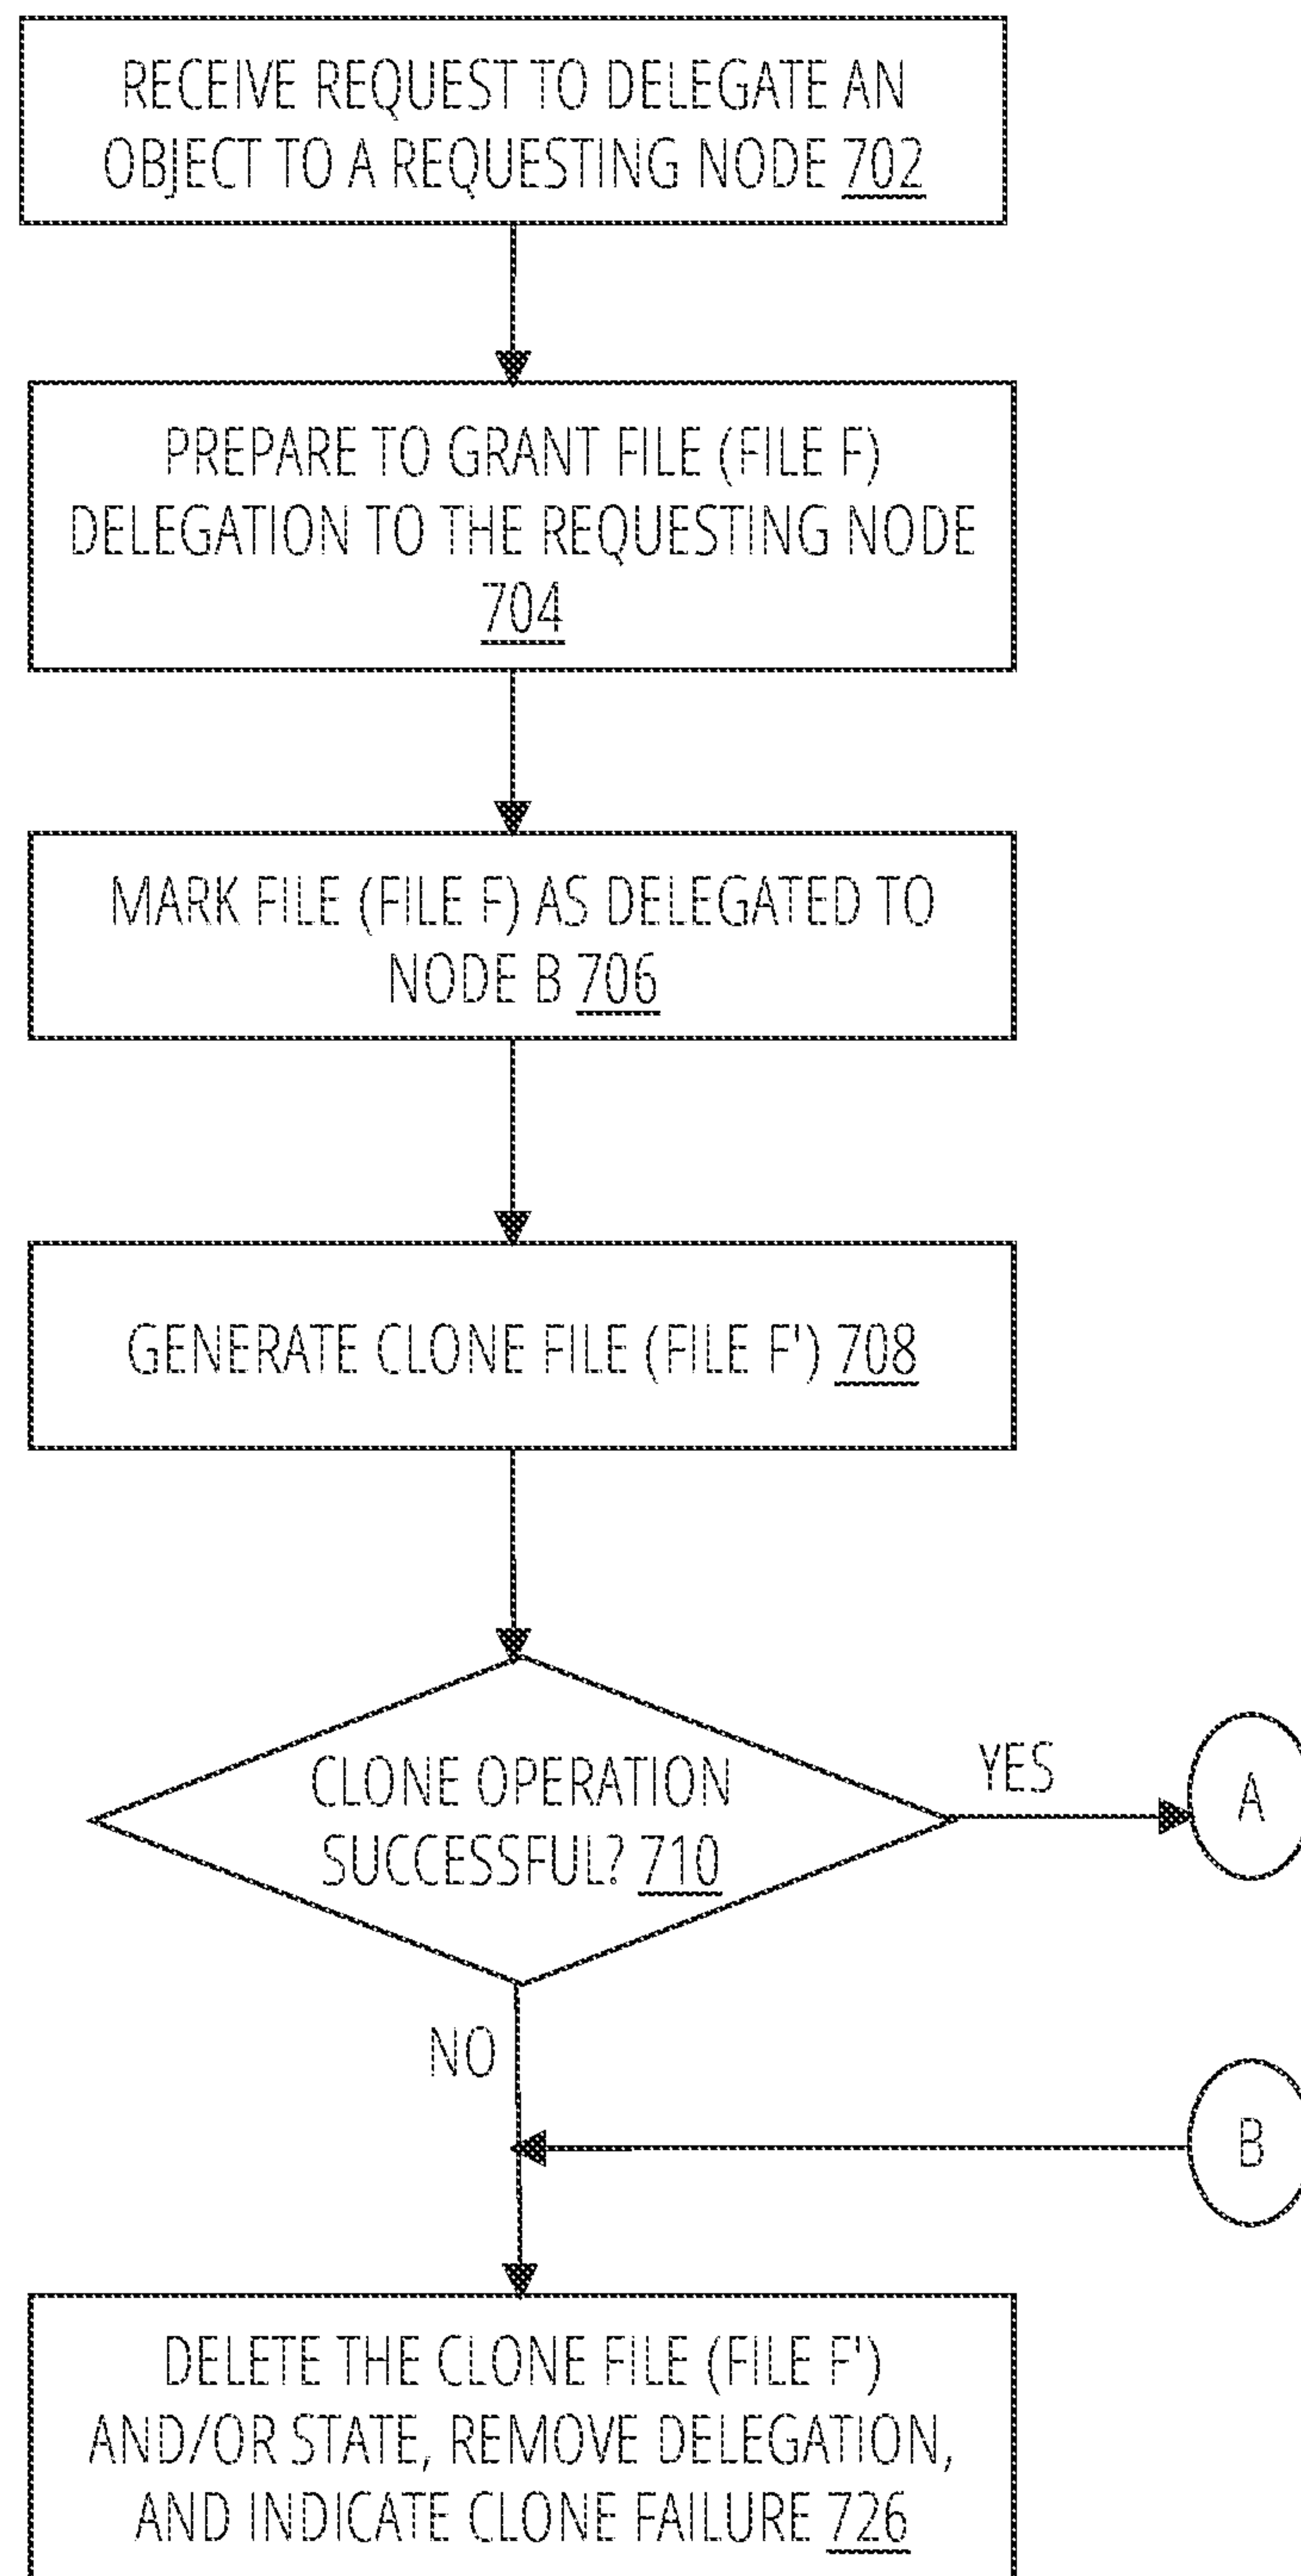 RECEIVE REQUEST TO DELEGATE AN
OBJECT TO A REQUESTING NODE 702
PREPARE TO GRANT FILE (FILE F)
DELEGATION TO THE REQUESTING NODE
704
MARK FILE (FILE F) AS DELEGATED TO
NODE B 706
GENERATE CLONE FILE (FILE F') 708
CLONE OPERATION
SUCCESSFUL? 710
YES
A
NO
B
DELETE THE CLONE FILE (FILE F')
AND/OR STATE, REMOVE DELEGATION,
AND INDICATE CLONE FAILURE 726